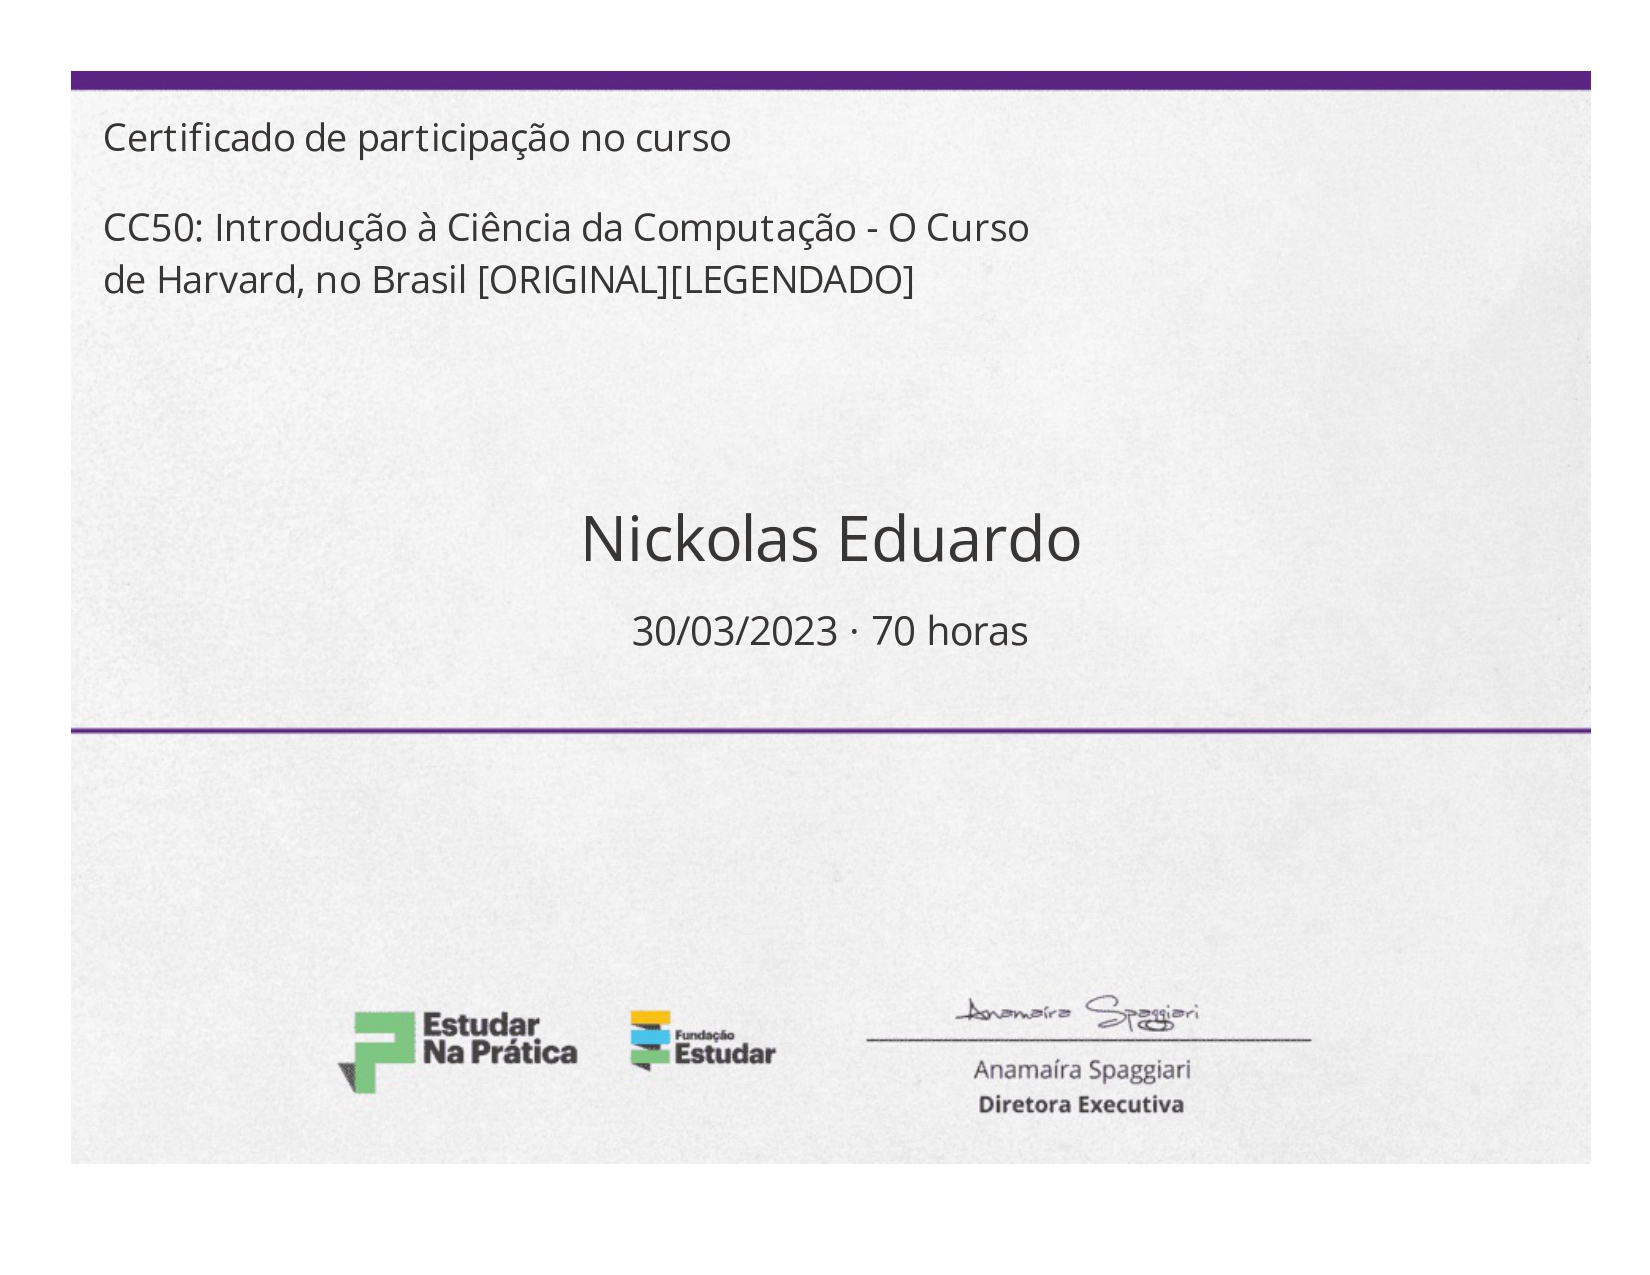 Certificado de participação no curso
CC50: Introdução à Ciência da Computação - O Curso
de Harvard, no Brasil [ORIGINAL][LEGENDADO]
Nickolas Eduardo
30/03/2023 · 70 horas
Estudar
Na Prática
Fundação
Estudar
Anamaíra Spaggiari
Anamaíra Spaggiari
Diretora Executiva